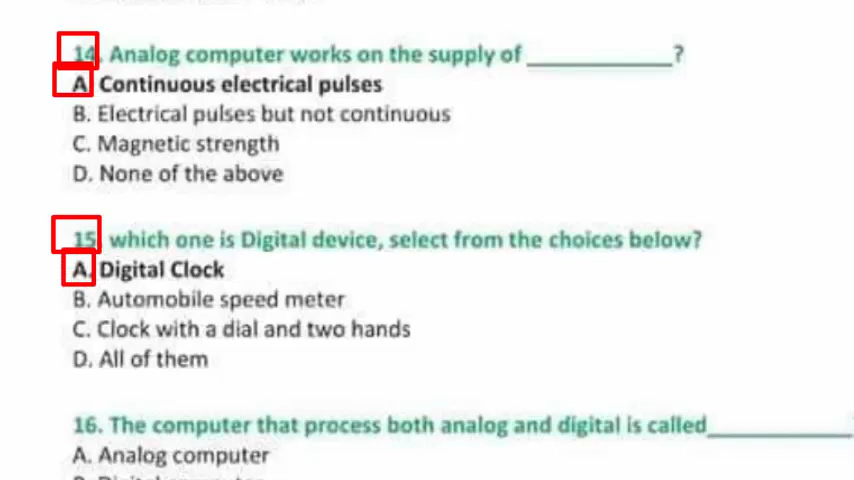 14. Analog computer works on the supply of ____________?
A. Continuous electrical pulses
B. Electrical pulses but not continuous
C. Magnetic strength
D. None of the above
15. which one is Digital device, select from the choices below?
A. Digital Clock
B. Automobile speed meter
C. Clock with a dial and two hands
D. All of them
16. The computer that process both analog and digital is called____________
A. Analog computer